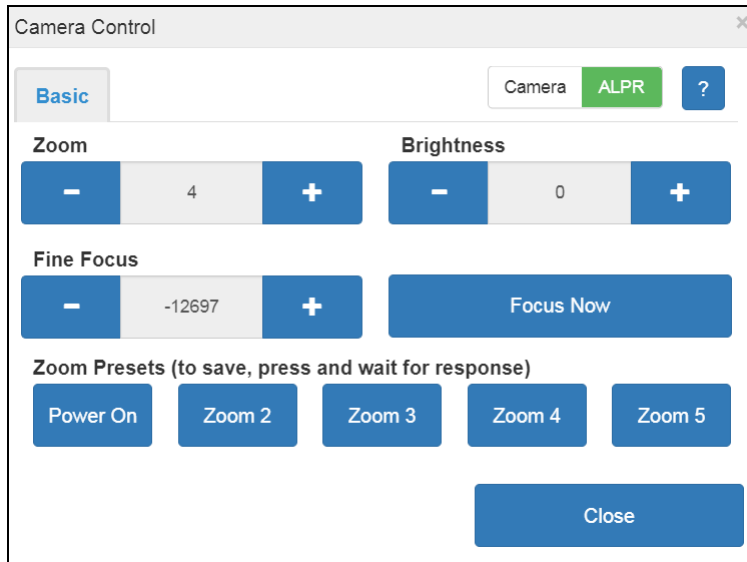 Camera Control ×
Basic Camera ALPR ?
Zoom Brightness
− 4 + − 0 +
Fine Focus
− -12697 + Focus Now
Zoom Presets (to save, press and wait for response)
Power On Zoom 2 Zoom 3 Zoom 4 Zoom 5
Close